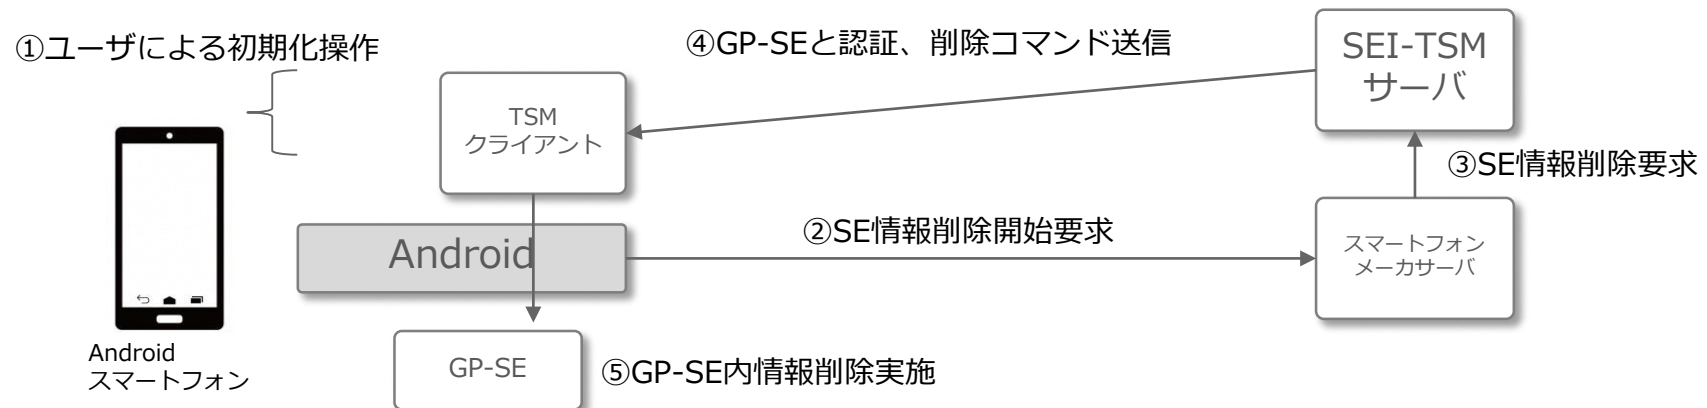 ①ユーザによる初期化操作
④GP-SEと認証、削除コマンド送信
SEI-TSM
サーバ
TSM
クライアント
③SE情報削除要求
Android
②SE情報削除開始要求
スマートフォン
メーカサーバ
Android
スマートフォン
GP-SE
⑤GP-SE内情報削除実施